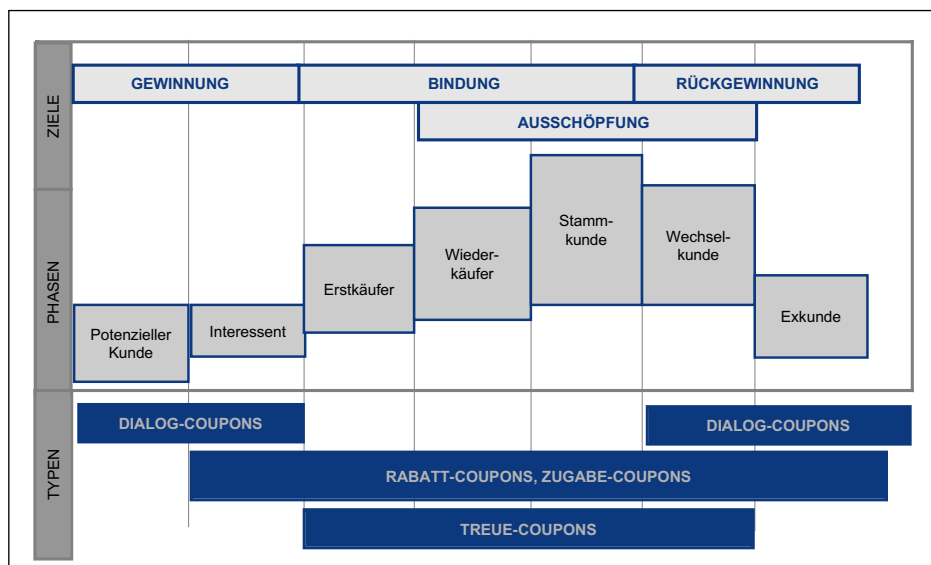 ZIELE
GEWINNUNG
BINDUNG
RÜCKGEWINNUNG
AUSSCHÖPFUNG
PHASEN
Potenzieller
Kunde
Interessent
Erstkäufer
Wieder-
käufer
Stamm-
kunde
Wechsel-
kunde
Exkunde
TYPEN
DIALOG-COUPONS
DIALOG-COUPONS
RABATT-COUPONS, ZUGABE-COUPONS
TREUE-COUPONS